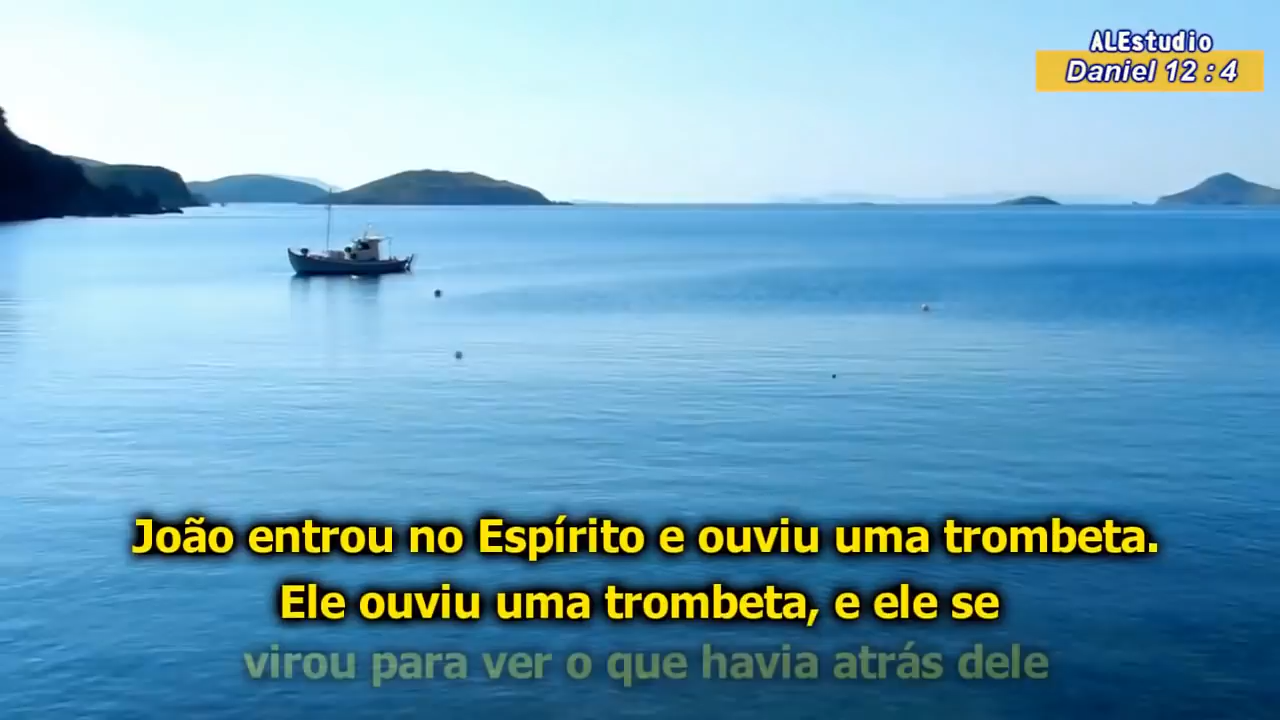 ALEstudio
Daniel 12 : 4
João entrou no Espírito e ouviu uma trombeta.
Ele ouviu uma trombeta, e ele se
virou para ver o que havia atrás dele